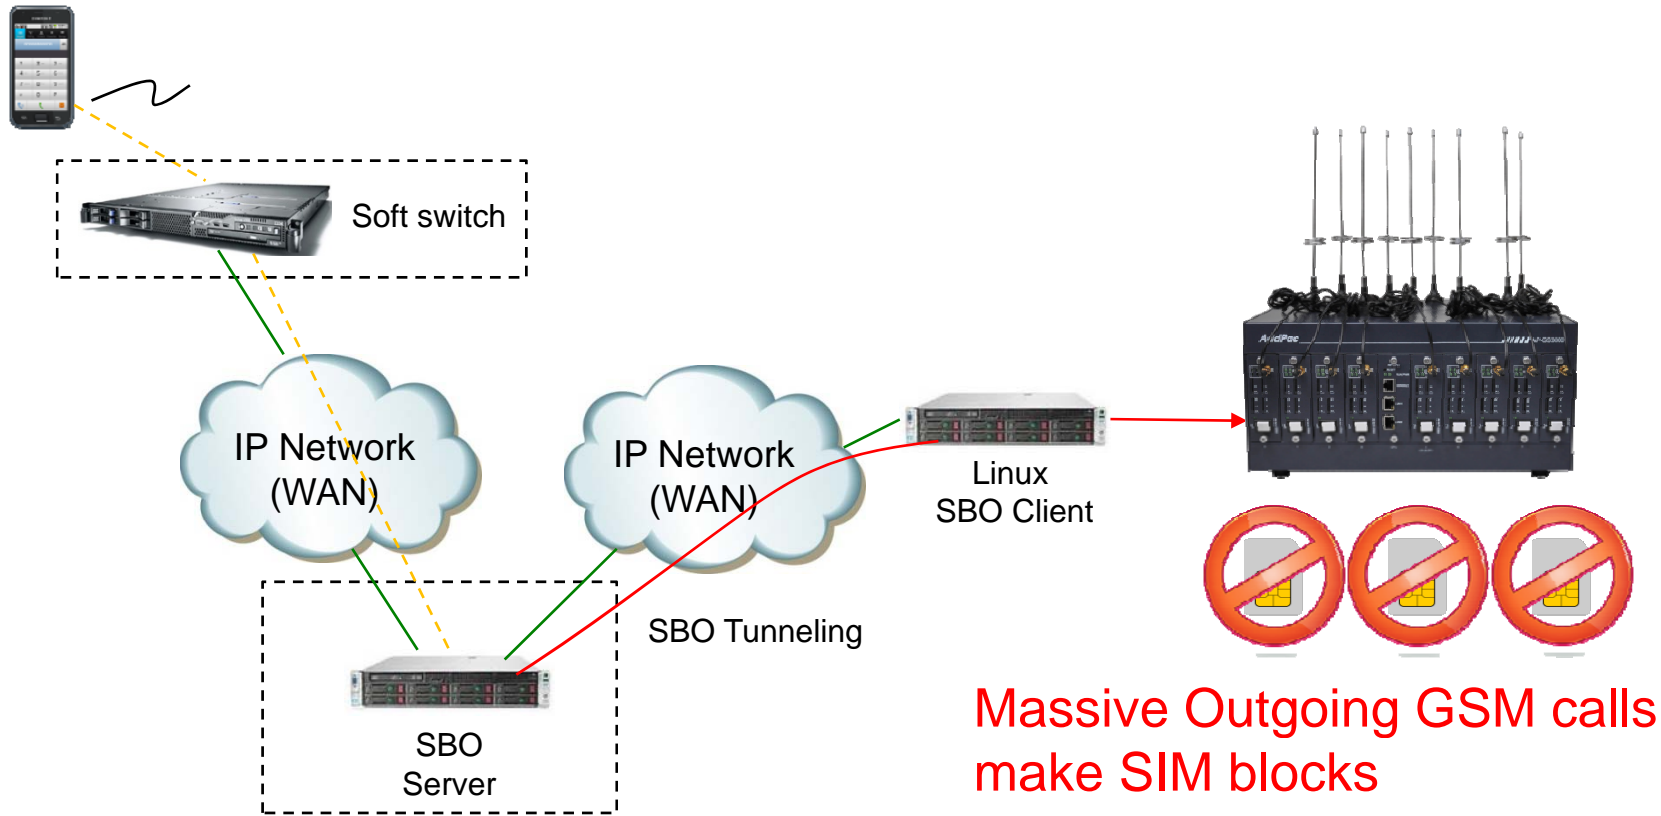 Soft switch
IP Network
(WAN)
IP Network
(WAN)
Linux
SBO Client
SBO Tunneling
SBO
Server
Massive Outgoing GSM calls
make SIM blocks